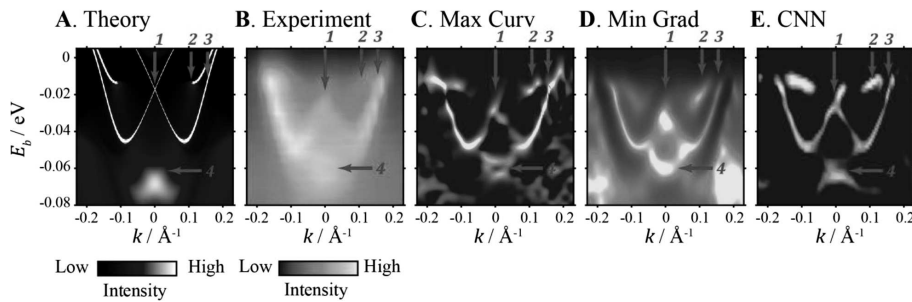 A. Theory
B. Experiment
C. Max Curv
D. Min Grad
E. CNN
1 2 3
1 2 3
1 2 3
1 2 3
1 2 3
0
-0.02
-0.04
-0.06
-0.08
E_b / eV
4
4
4
4
4
-0.2 -0.1 0 0.1 0.2
-0.2 -0.1 0 0.1 0.2
-0.2 -0.1 0 0.1 0.2
-0.2 -0.1 0 0.1 0.2
-0.2 -0.1 0 0.1 0.2
k / Å⁻¹
k / Å⁻¹
k / Å⁻¹
k / Å⁻¹
k / Å⁻¹
Low High
Intensity
Low High
Intensity